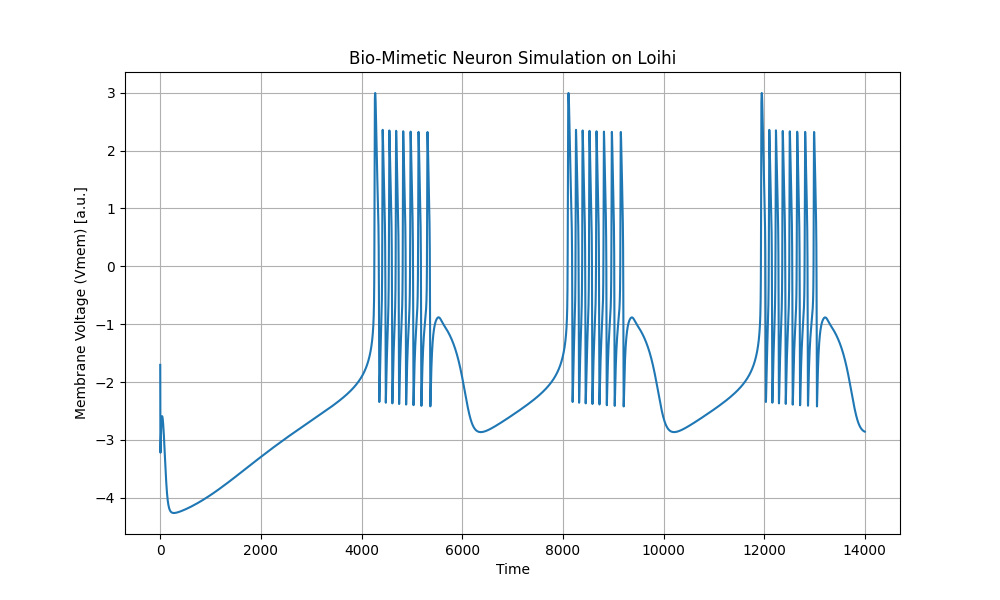 Bio-Mimetic Neuron Simulation on Loihi
Membrane Voltage (Vmem) [a.u.]
3
2
1
0
−1
−2
−3
−4
0 2000 4000 6000 8000 10000 12000 14000
Time